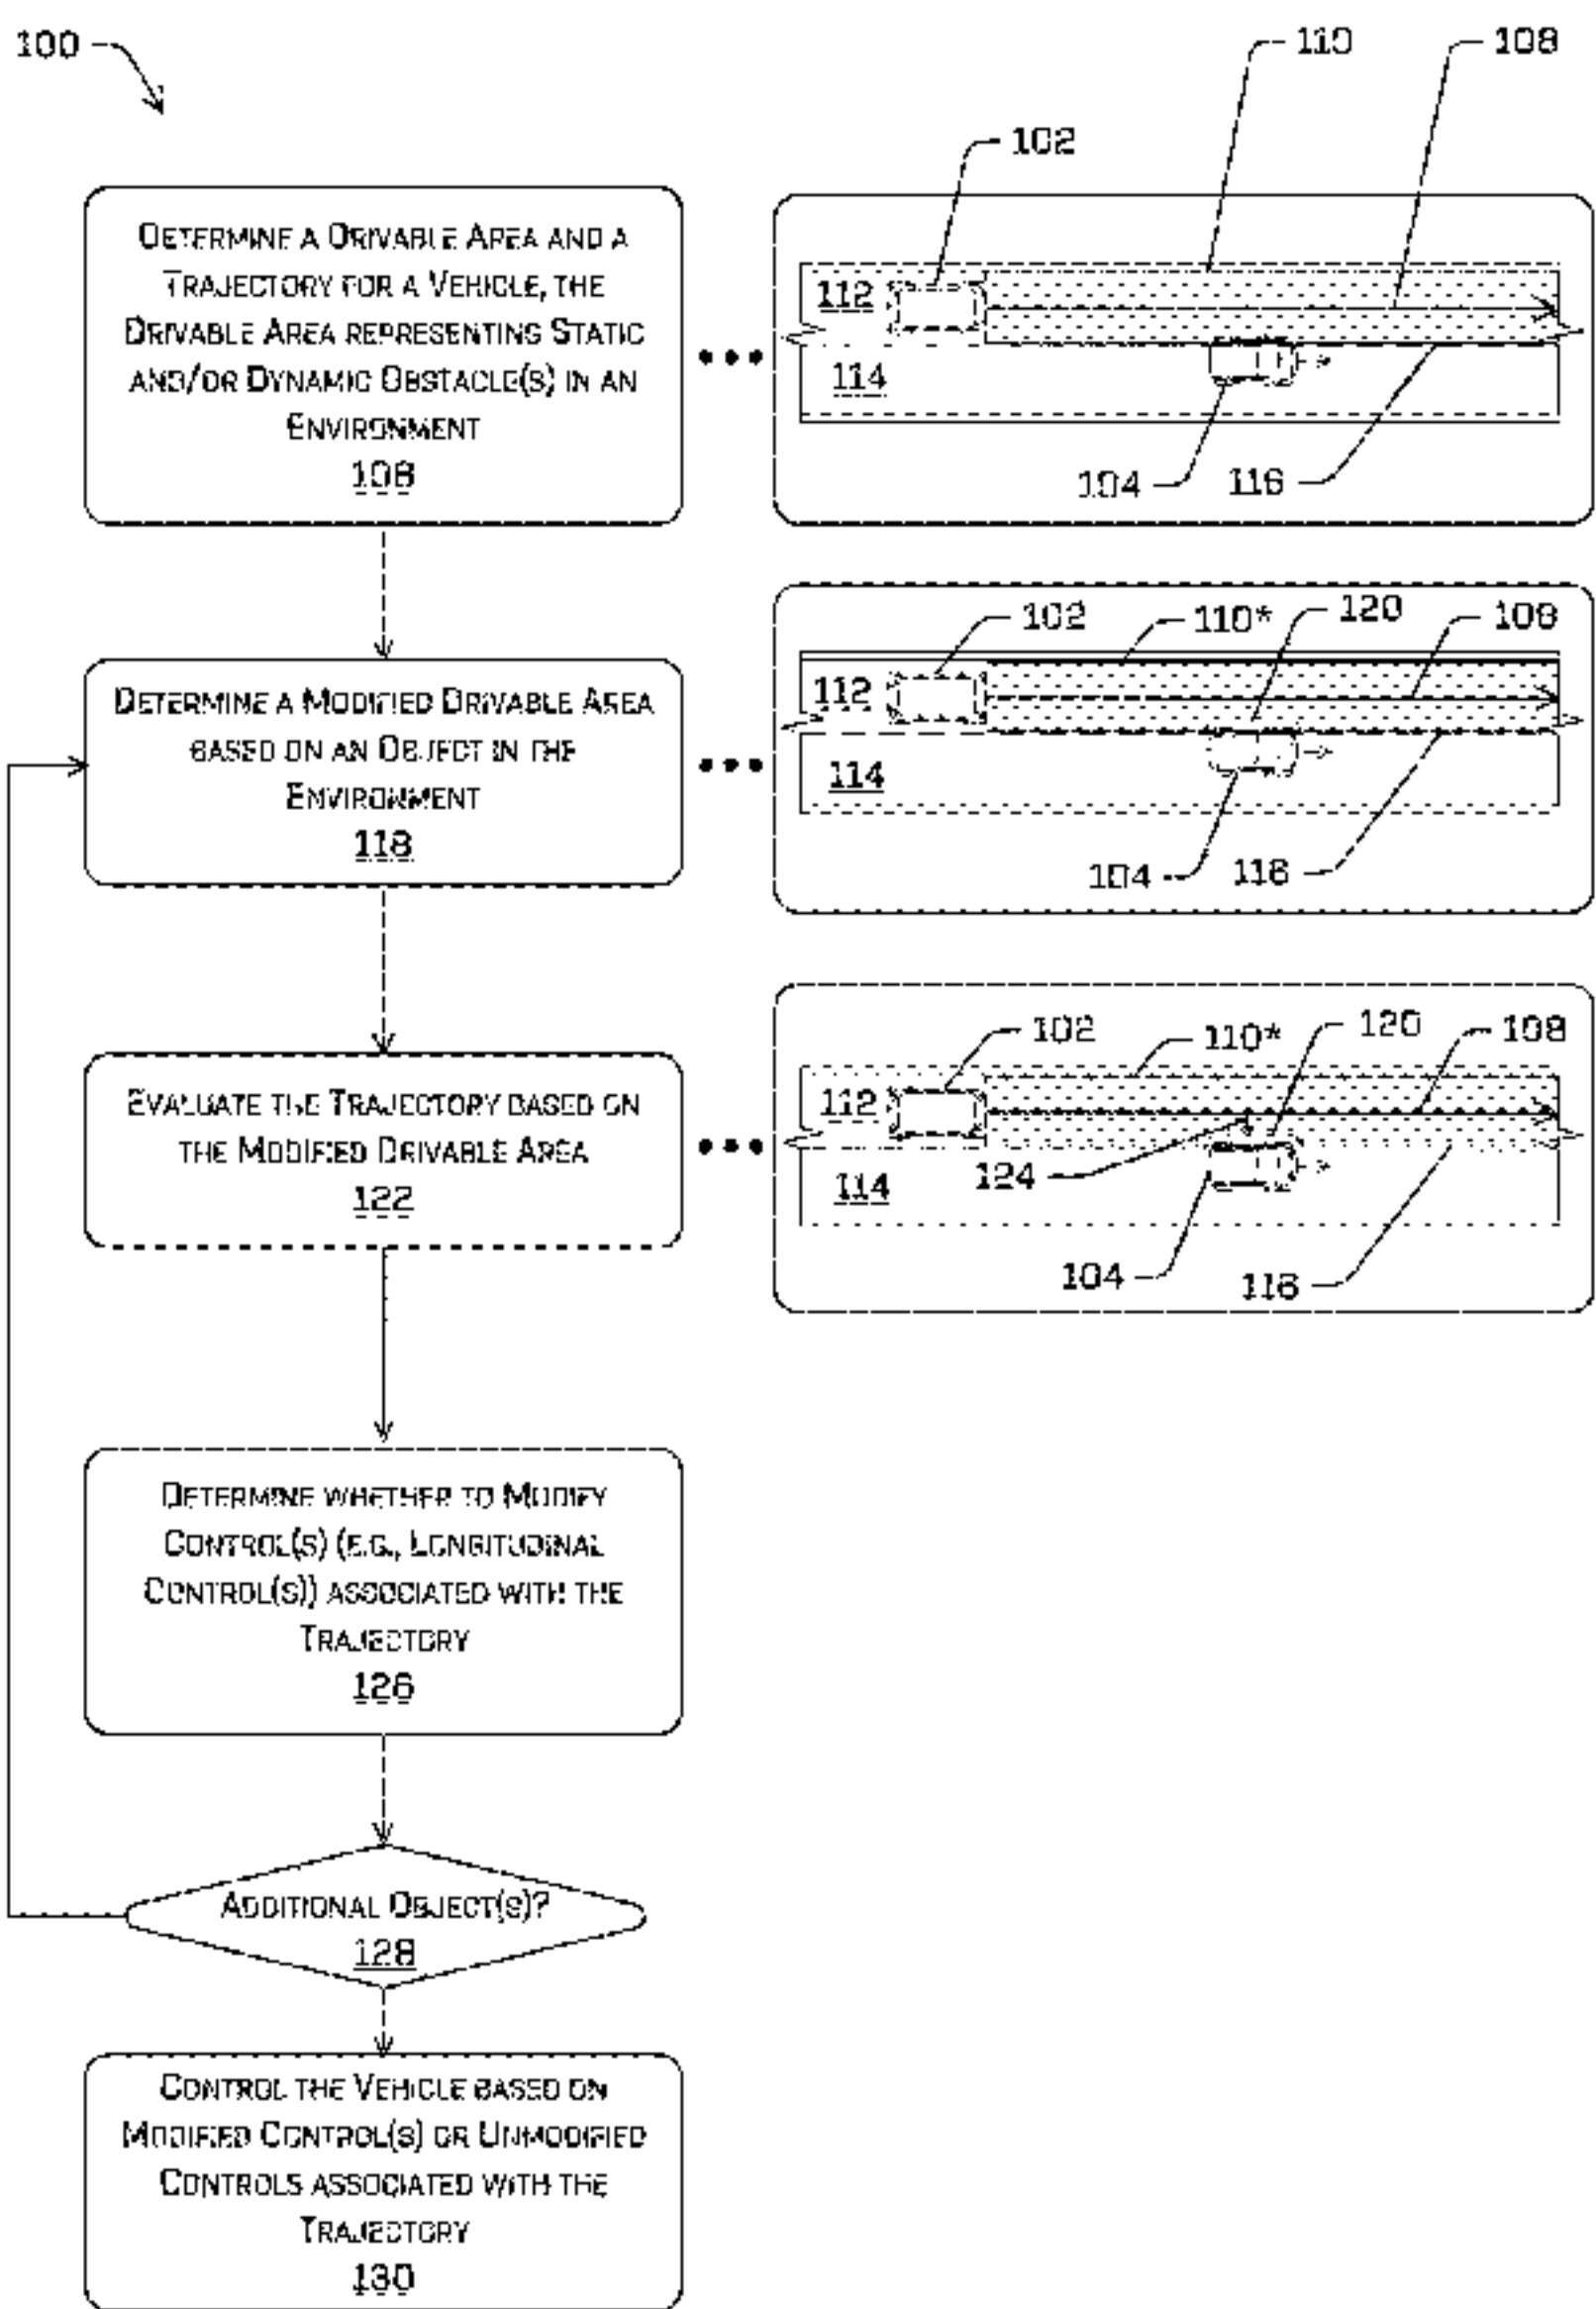 100
110
108
102
DETERMINE A DRIVABLE AREA AND A
TRAJECTORY FOR A VEHICLE, THE
DRIVABLE AREA REPRESENTING STATIC
AND/OR DYNAMIC OBSTACLE(S) IN AN
ENVIRONMENT
106
112
114
104
116
DETERMINE A MODIFIED DRIVABLE AREA
BASED ON AN OBJECT IN THE
ENVIRONMENT
118
102
110*
120
108
112
114
104
116
EVALUATE THE TRAJECTORY BASED ON
THE MODIFIED DRIVABLE AREA
122
102
110*
120
108
112
114
124
104
116
DETERMINE WHETHER TO MODIFY
CONTROL(S) (E.G., LONGITUDINAL
CONTROL(S)) ASSOCIATED WITH THE
TRAJECTORY
126
ADDITIONAL OBJECT(S)?
128
CONTROL THE VEHICLE BASED ON
MODIFIED CONTROL(S) OR UNMODIFIED
CONTROLS ASSOCIATED WITH THE
TRAJECTORY
130